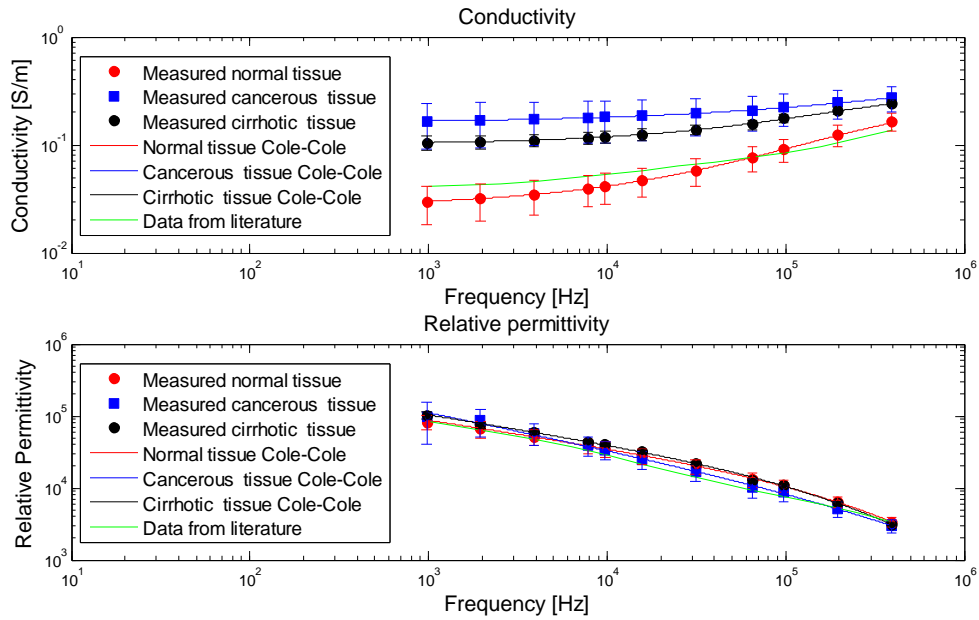 Conductivity
Conductivity [S/m]
10^0
10^-1
10^-2
Measured normal tissue
Measured cancerous tissue
Measured cirrhotic tissue
Normal tissue Cole-Cole
Cancerous tissue Cole-Cole
Cirrhotic tissue Cole-Cole
Data from literature
10^1 10^2 10^3 10^4 10^5 10^6
Frequency [Hz]
Relative permittivity
Relative Permittivity
10^6
10^5
10^4
10^3
Measured normal tissue
Measured cancerous tissue
Measured cirrhotic tissue
Normal tissue Cole-Cole
Cancerous tissue Cole-Cole
Cirrhotic tissue Cole-Cole
Data from literature
10^1 10^2 10^3 10^4 10^5 10^6
Frequency [Hz]